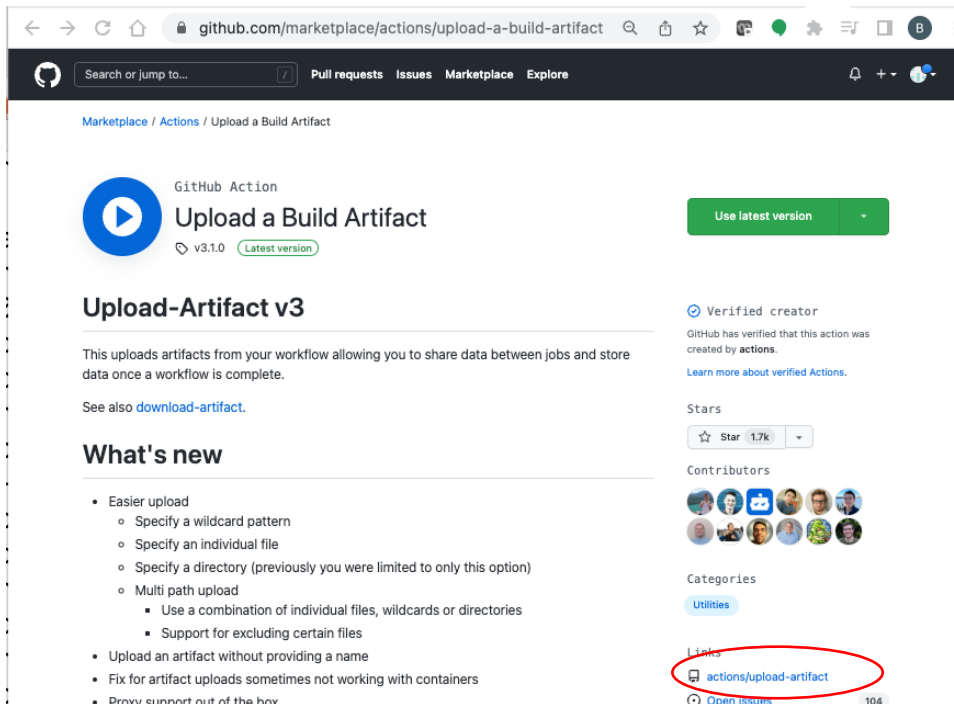 github.com/marketplace/actions/upload-a-build-artifact
B
Search or jump to... /
Pull requests Issues Marketplace Explore
Marketplace / Actions / Upload a Build Artifact
GitHub Action
Upload a Build Artifact
v3.1.0 Latest version
Use latest version
Upload-Artifact v3
This uploads artifacts from your workflow allowing you to share data between jobs and store
data once a workflow is complete.
See also download-artifact.
What's new
• Easier upload
Specify a wildcard pattern
Specify an individual file
Specify a directory (previously you were limited to only this option)
Multi path upload
Use a combination of individual files, wildcards or directories
Support for excluding certain files
• Upload an artifact without providing a name
• Fix for artifact uploads sometimes not working with containers
• Proxy support out of the box
Verified creator
GitHub has verified that this action was
created by actions.
Learn more about verified Actions.
Stars
Star 1.7k
Contributors
Categories
Utilities
Links
actions/upload-artifact
Open issues 104